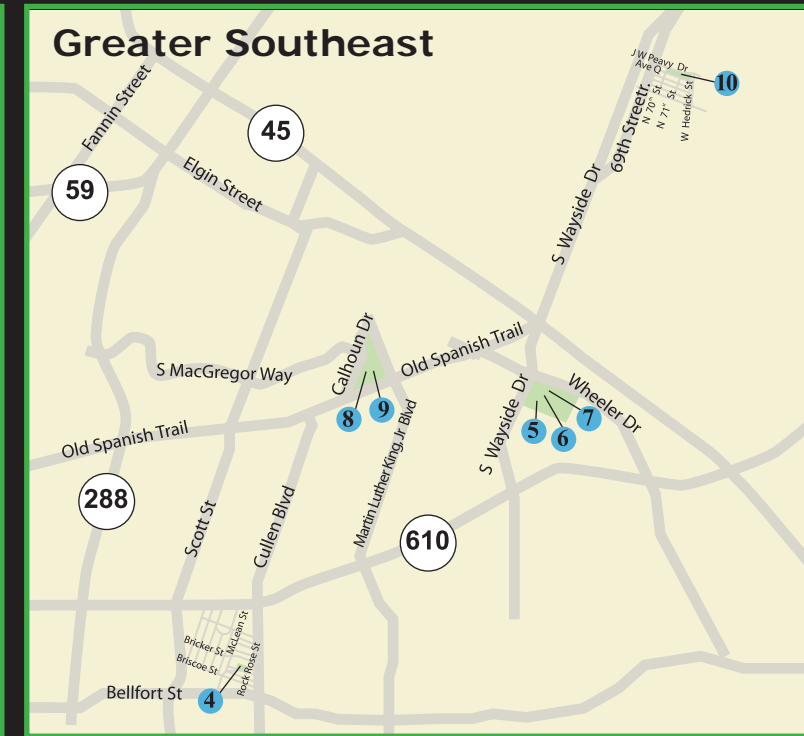 Greater Southeast
J W Peavy Dr
Ave Q
10
N 70" St
N 71" St
W Hedrick St
69th Streetr.
Fannin Street
45
59
Elgin Street
S Wayside Dr
Calhoun Dr
Old Spanish Trail
S MacGregor Way
Wheeler Dr
8
9
S Wayside Dr
5
6
7
Old Spanish Trail
Martin Luther King, Jr Blvd
288
Scott St
Cullen Blvd
610
McLean St
Bricker St
Briscoe St
Rock Rose St
Bellfort St
4